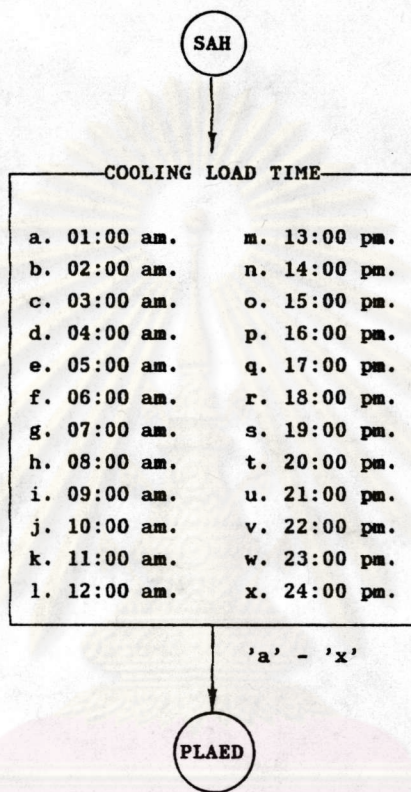 SAH
COOLING LOAD TIME
a. 01:00 am. m. 13:00 pm.
b. 02:00 am. n. 14:00 pm.
c. 03:00 am. o. 15:00 pm.
d. 04:00 am. p. 16:00 pm.
e. 05:00 am. q. 17:00 pm.
f. 06:00 am. r. 18:00 pm.
g. 07:00 am. s. 19:00 pm.
h. 08:00 am. t. 20:00 pm.
i. 09:00 am. u. 21:00 pm.
j. 10:00 am. v. 22:00 pm.
k. 11:00 am. w. 23:00 pm.
l. 12:00 am. x. 24:00 pm.
'a' - 'x'
PLAED